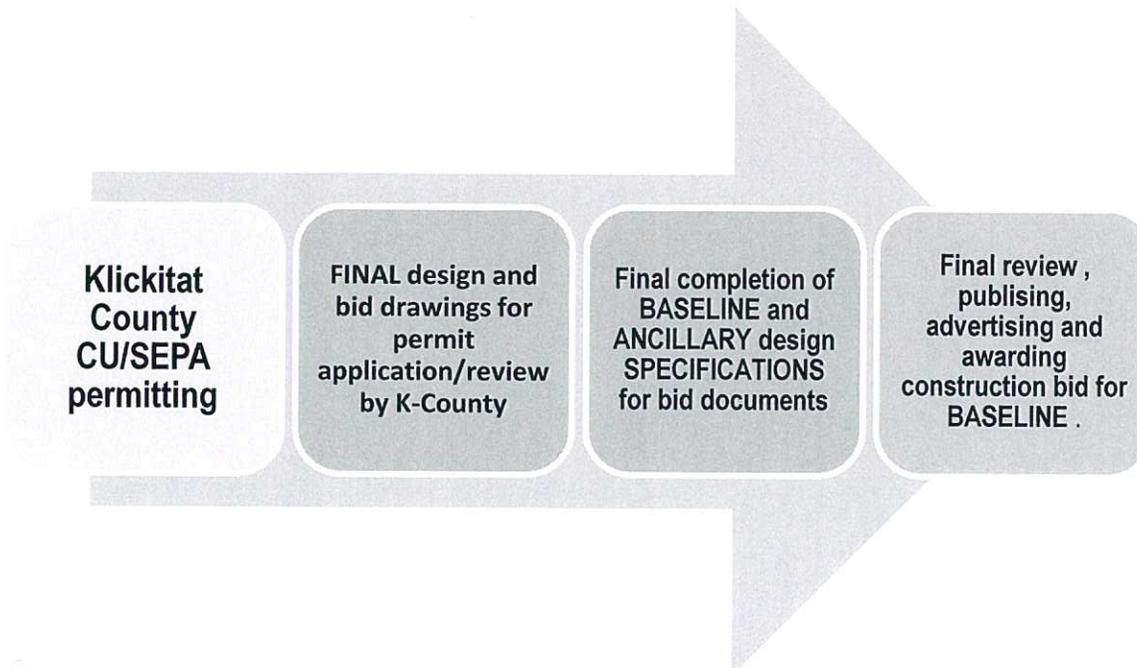 Klickitat
County
CU/SEPA
permitting
FINAL design and
bid drawings for
permit
application/review
by K-County
Final completion of
BASELINE and
ANCILLARY design
SPECIFICATIONS
for bid documents
Final review ,
publising,
advertising and
awarding
construction bid for
BASELINE .